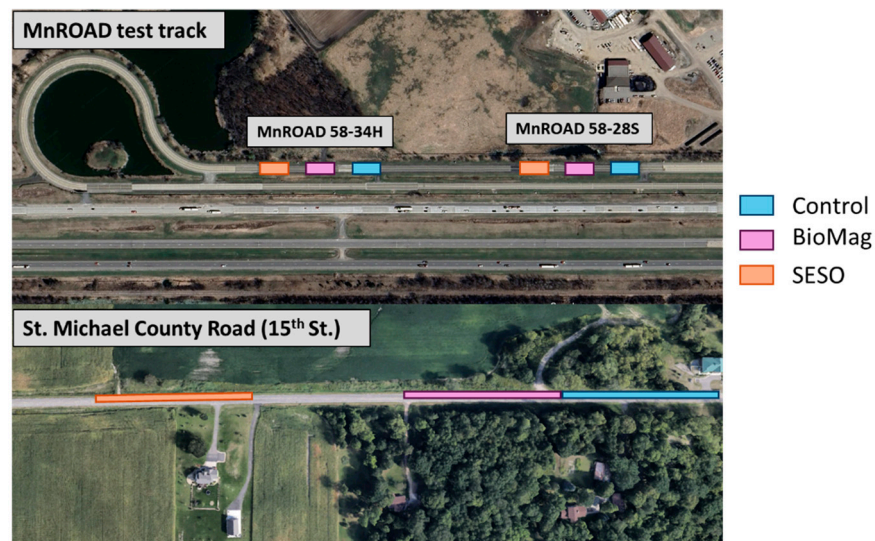 MnROAD test track
MnROAD 58-34H
MnROAD 58-28S
Control
BioMag
SESO
St. Michael County Road (15th St.)